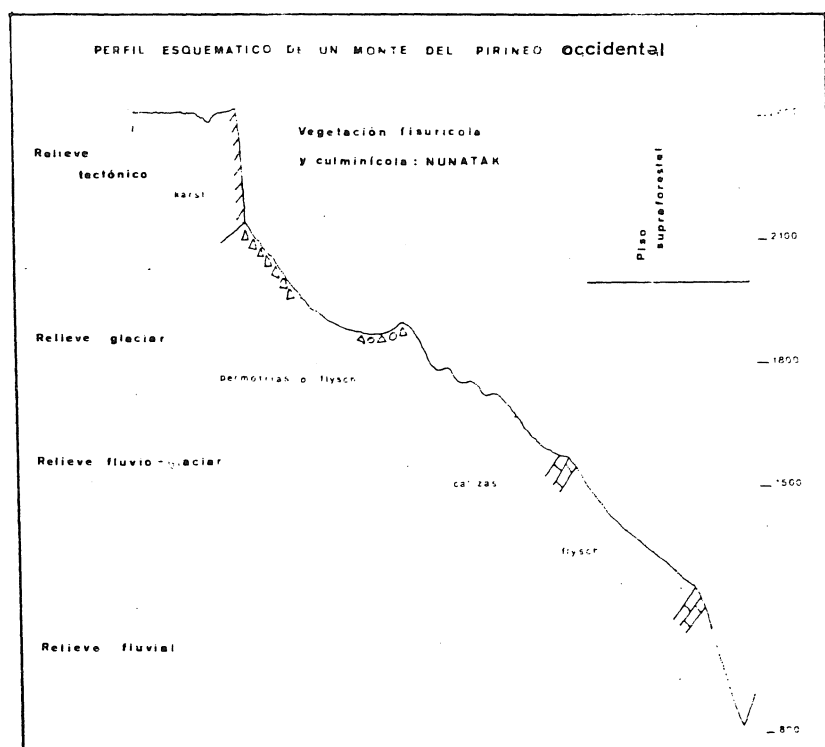 PERFIL ESQUEMATICO DE UN MONTE DEL PIRINEO occidental
Vegetación fisuricola
y culminícola: NUNATAK
Relieve
tectónico
karst
Piso
supraforestal
2100
Relieve glaciar
1800
Permotrias o flysch
Relieve fluvio-glaciar
calizas
1500
flysch
Relieve fluvial
800